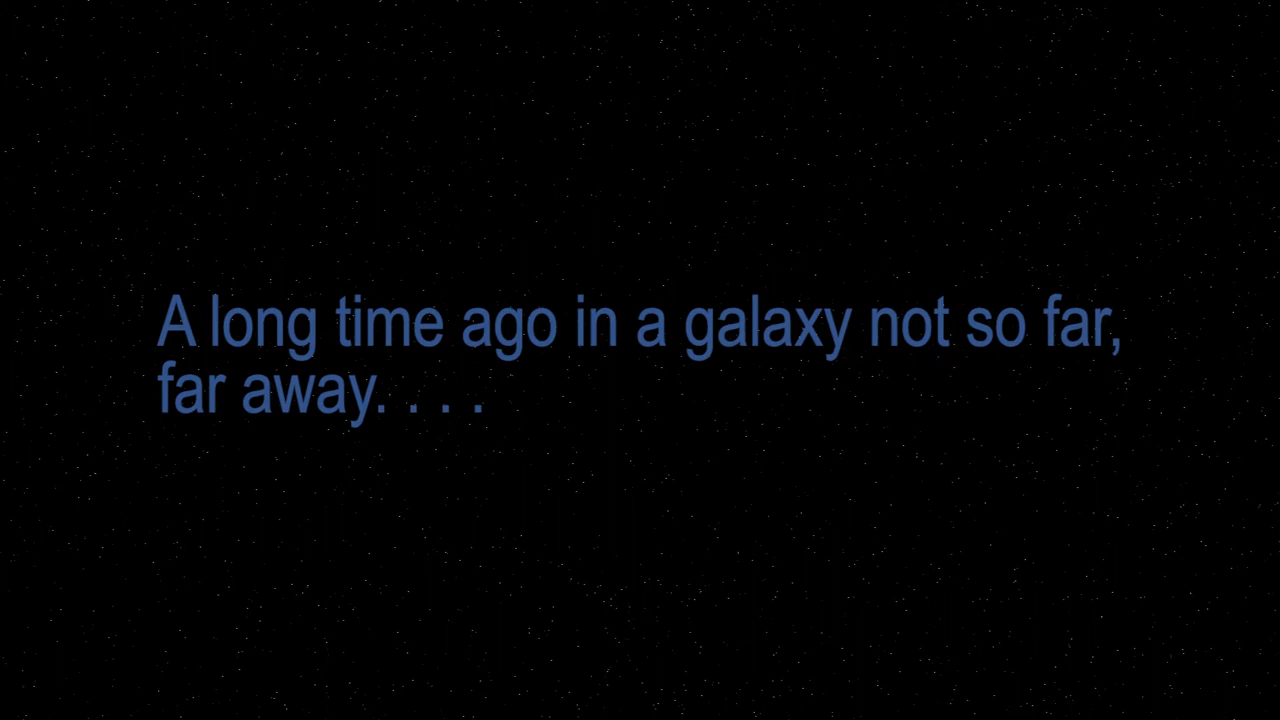 A long time ago in a galaxy not so far,
far away. . . .